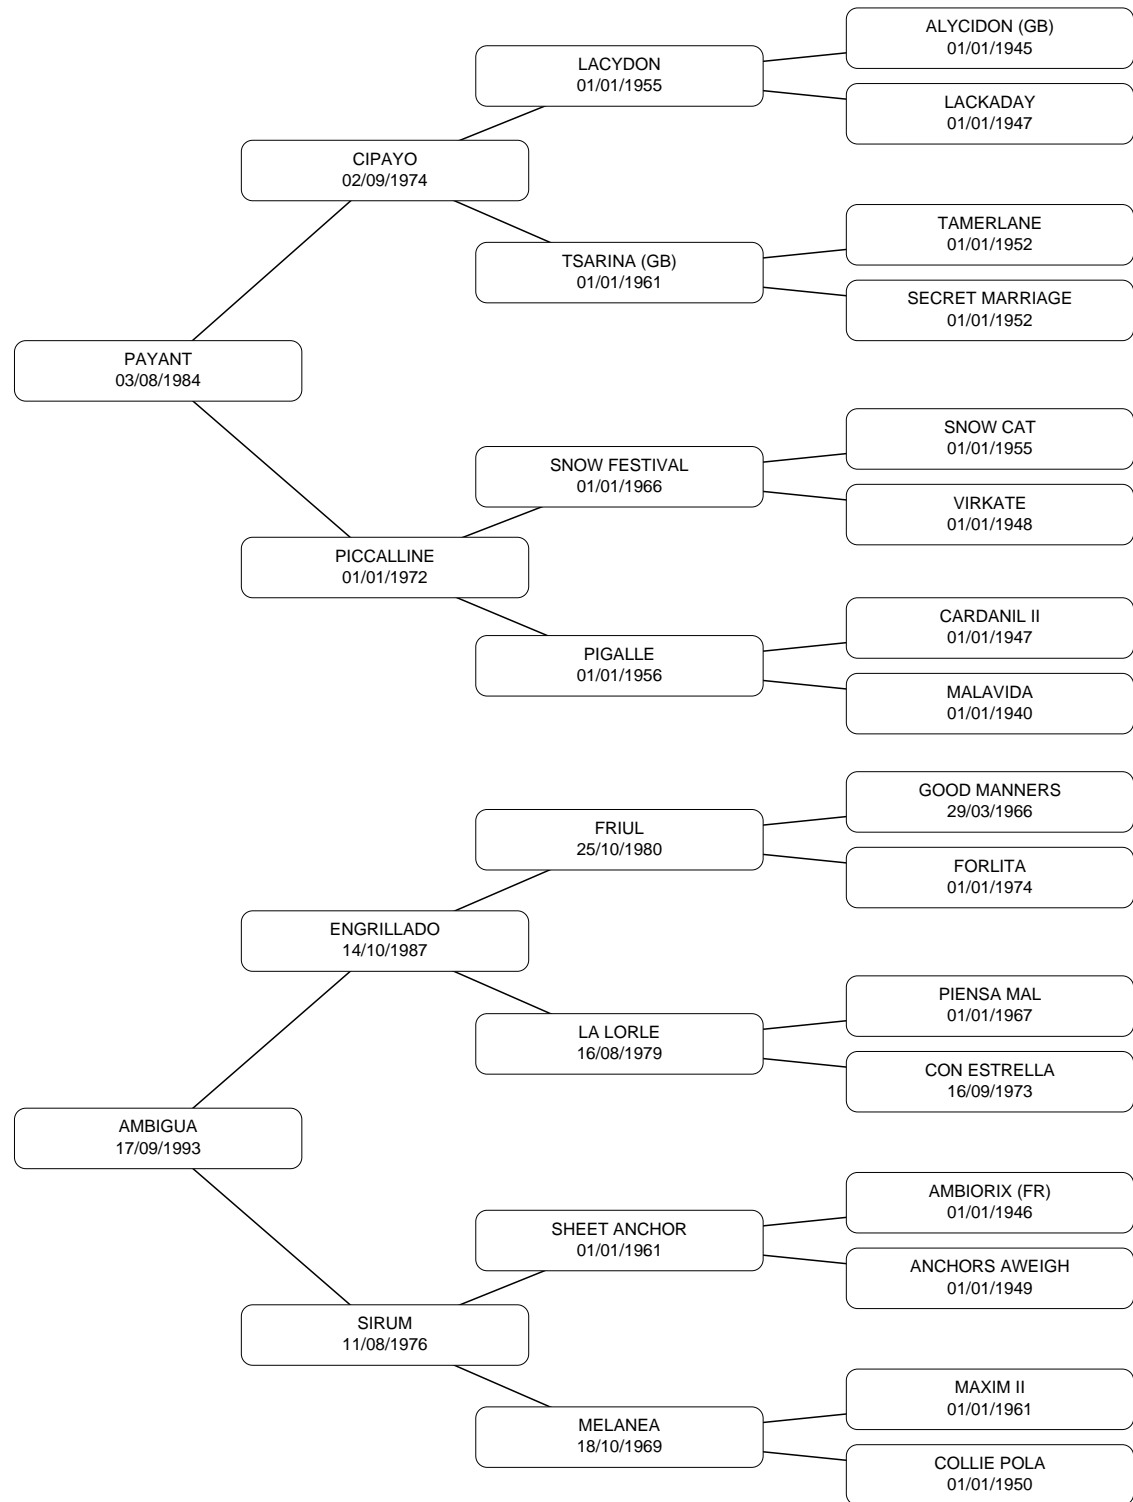 ALYCIDON (GB)
01/01/1945
LACYDON
01/01/1955
LACKADAY
01/01/1947
CIPAYO
02/09/1974
TAMERLANE
01/01/1952
TSARINA (GB)
01/01/1961
SECRET MARRIAGE
01/01/1952
PAYANT
03/08/1984
SNOW CAT
01/01/1955
SNOW FESTIVAL
01/01/1966
VIRKATE
01/01/1948
PICCALLINE
01/01/1972
CARDANIL II
01/01/1947
PIGALLE
01/01/1956
MALAVIDA
01/01/1940
GOOD MANNERS
29/03/1966
FRIUL
25/10/1980
FORLITA
01/01/1974
ENGRILLADO
14/10/1987
PIENSA MAL
01/01/1967
LA LORLE
16/08/1979
CON ESTRELLA
16/09/1973
AMBIGUA
17/09/1993
AMBIORIX (FR)
01/01/1946
SHEET ANCHOR
01/01/1961
ANCHORS AWEIGH
01/01/1949
SIRUM
11/08/1976
MAXIM II
01/01/1961
MELANEA
18/10/1969
COLLIE POLA
01/01/1950